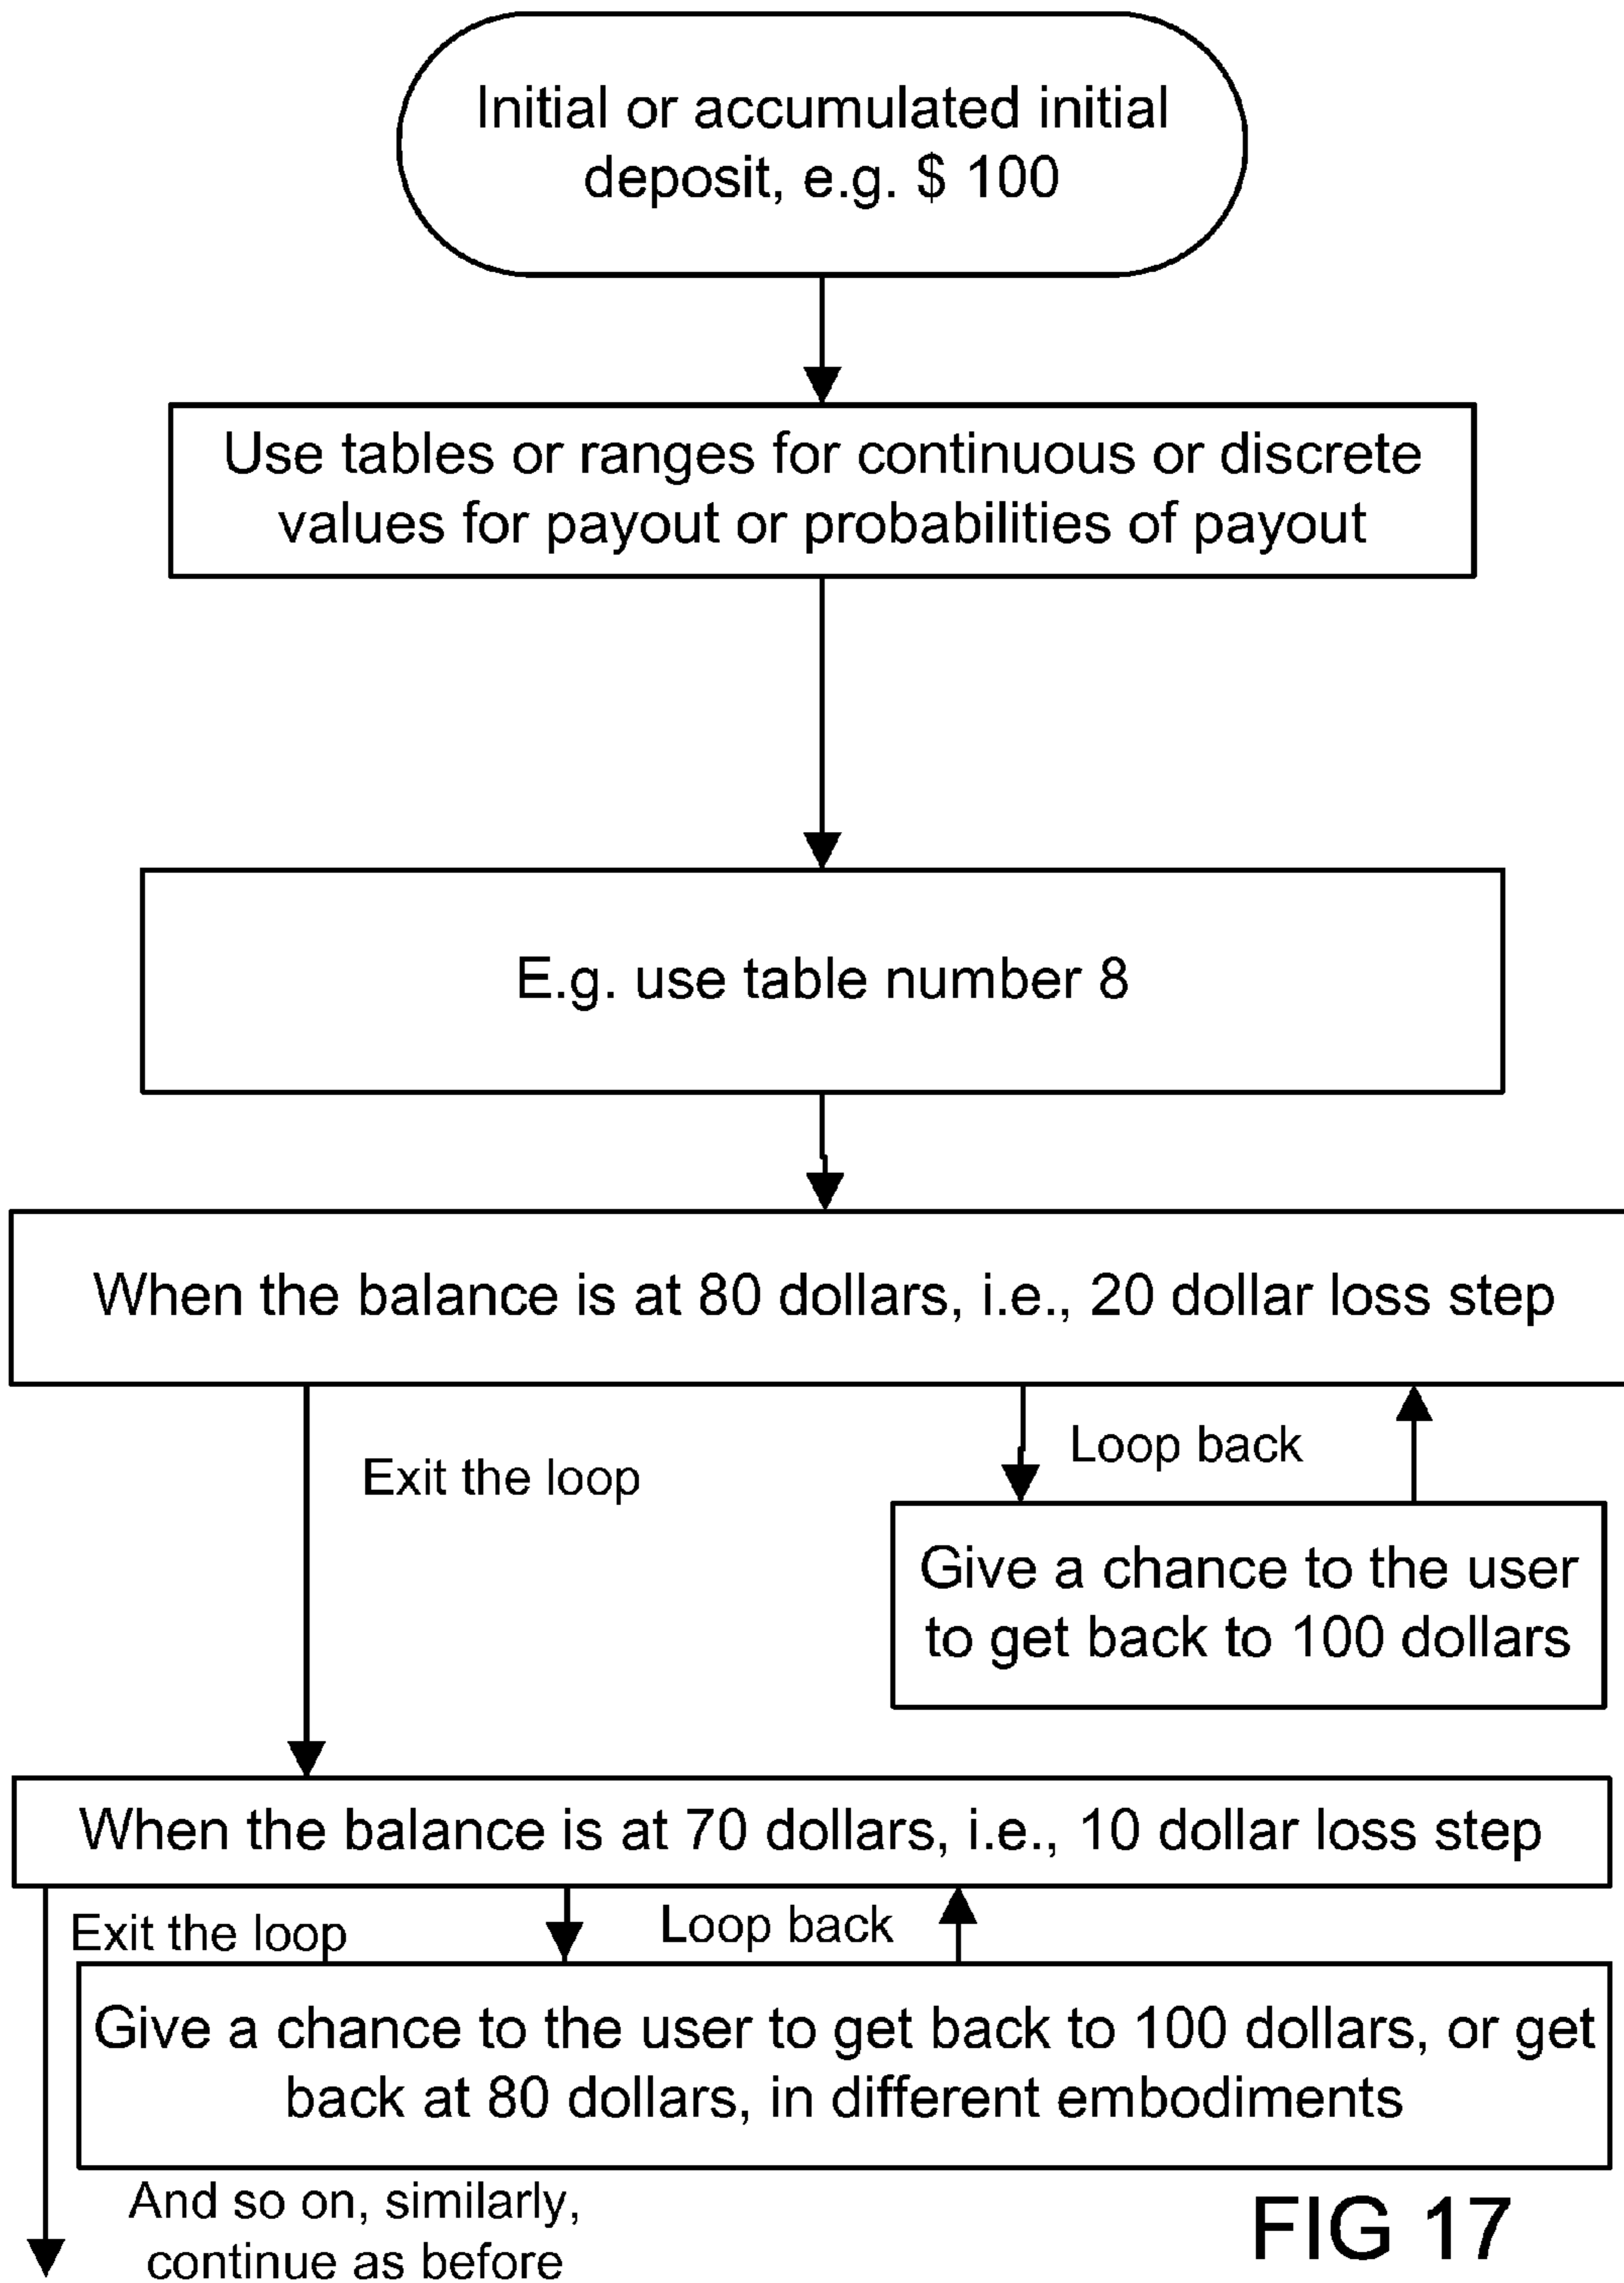 Initial or accumulated initial
deposit, e.g. $ 100
Use tables or ranges for continuous or discrete
values for payout or probabilities of payout
E.g. use table number 8
When the balance is at 80 dollars, i.e., 20 dollar loss step
Exit the loop
Loop back
Give a chance to the user
to get back to 100 dollars
When the balance is at 70 dollars, i.e., 10 dollar loss step
Exit the loop
Loop back
Give a chance to the user to get back to 100 dollars, or get
back at 80 dollars, in different embodiments
And so on, similarly,
continue as before
FIG 17